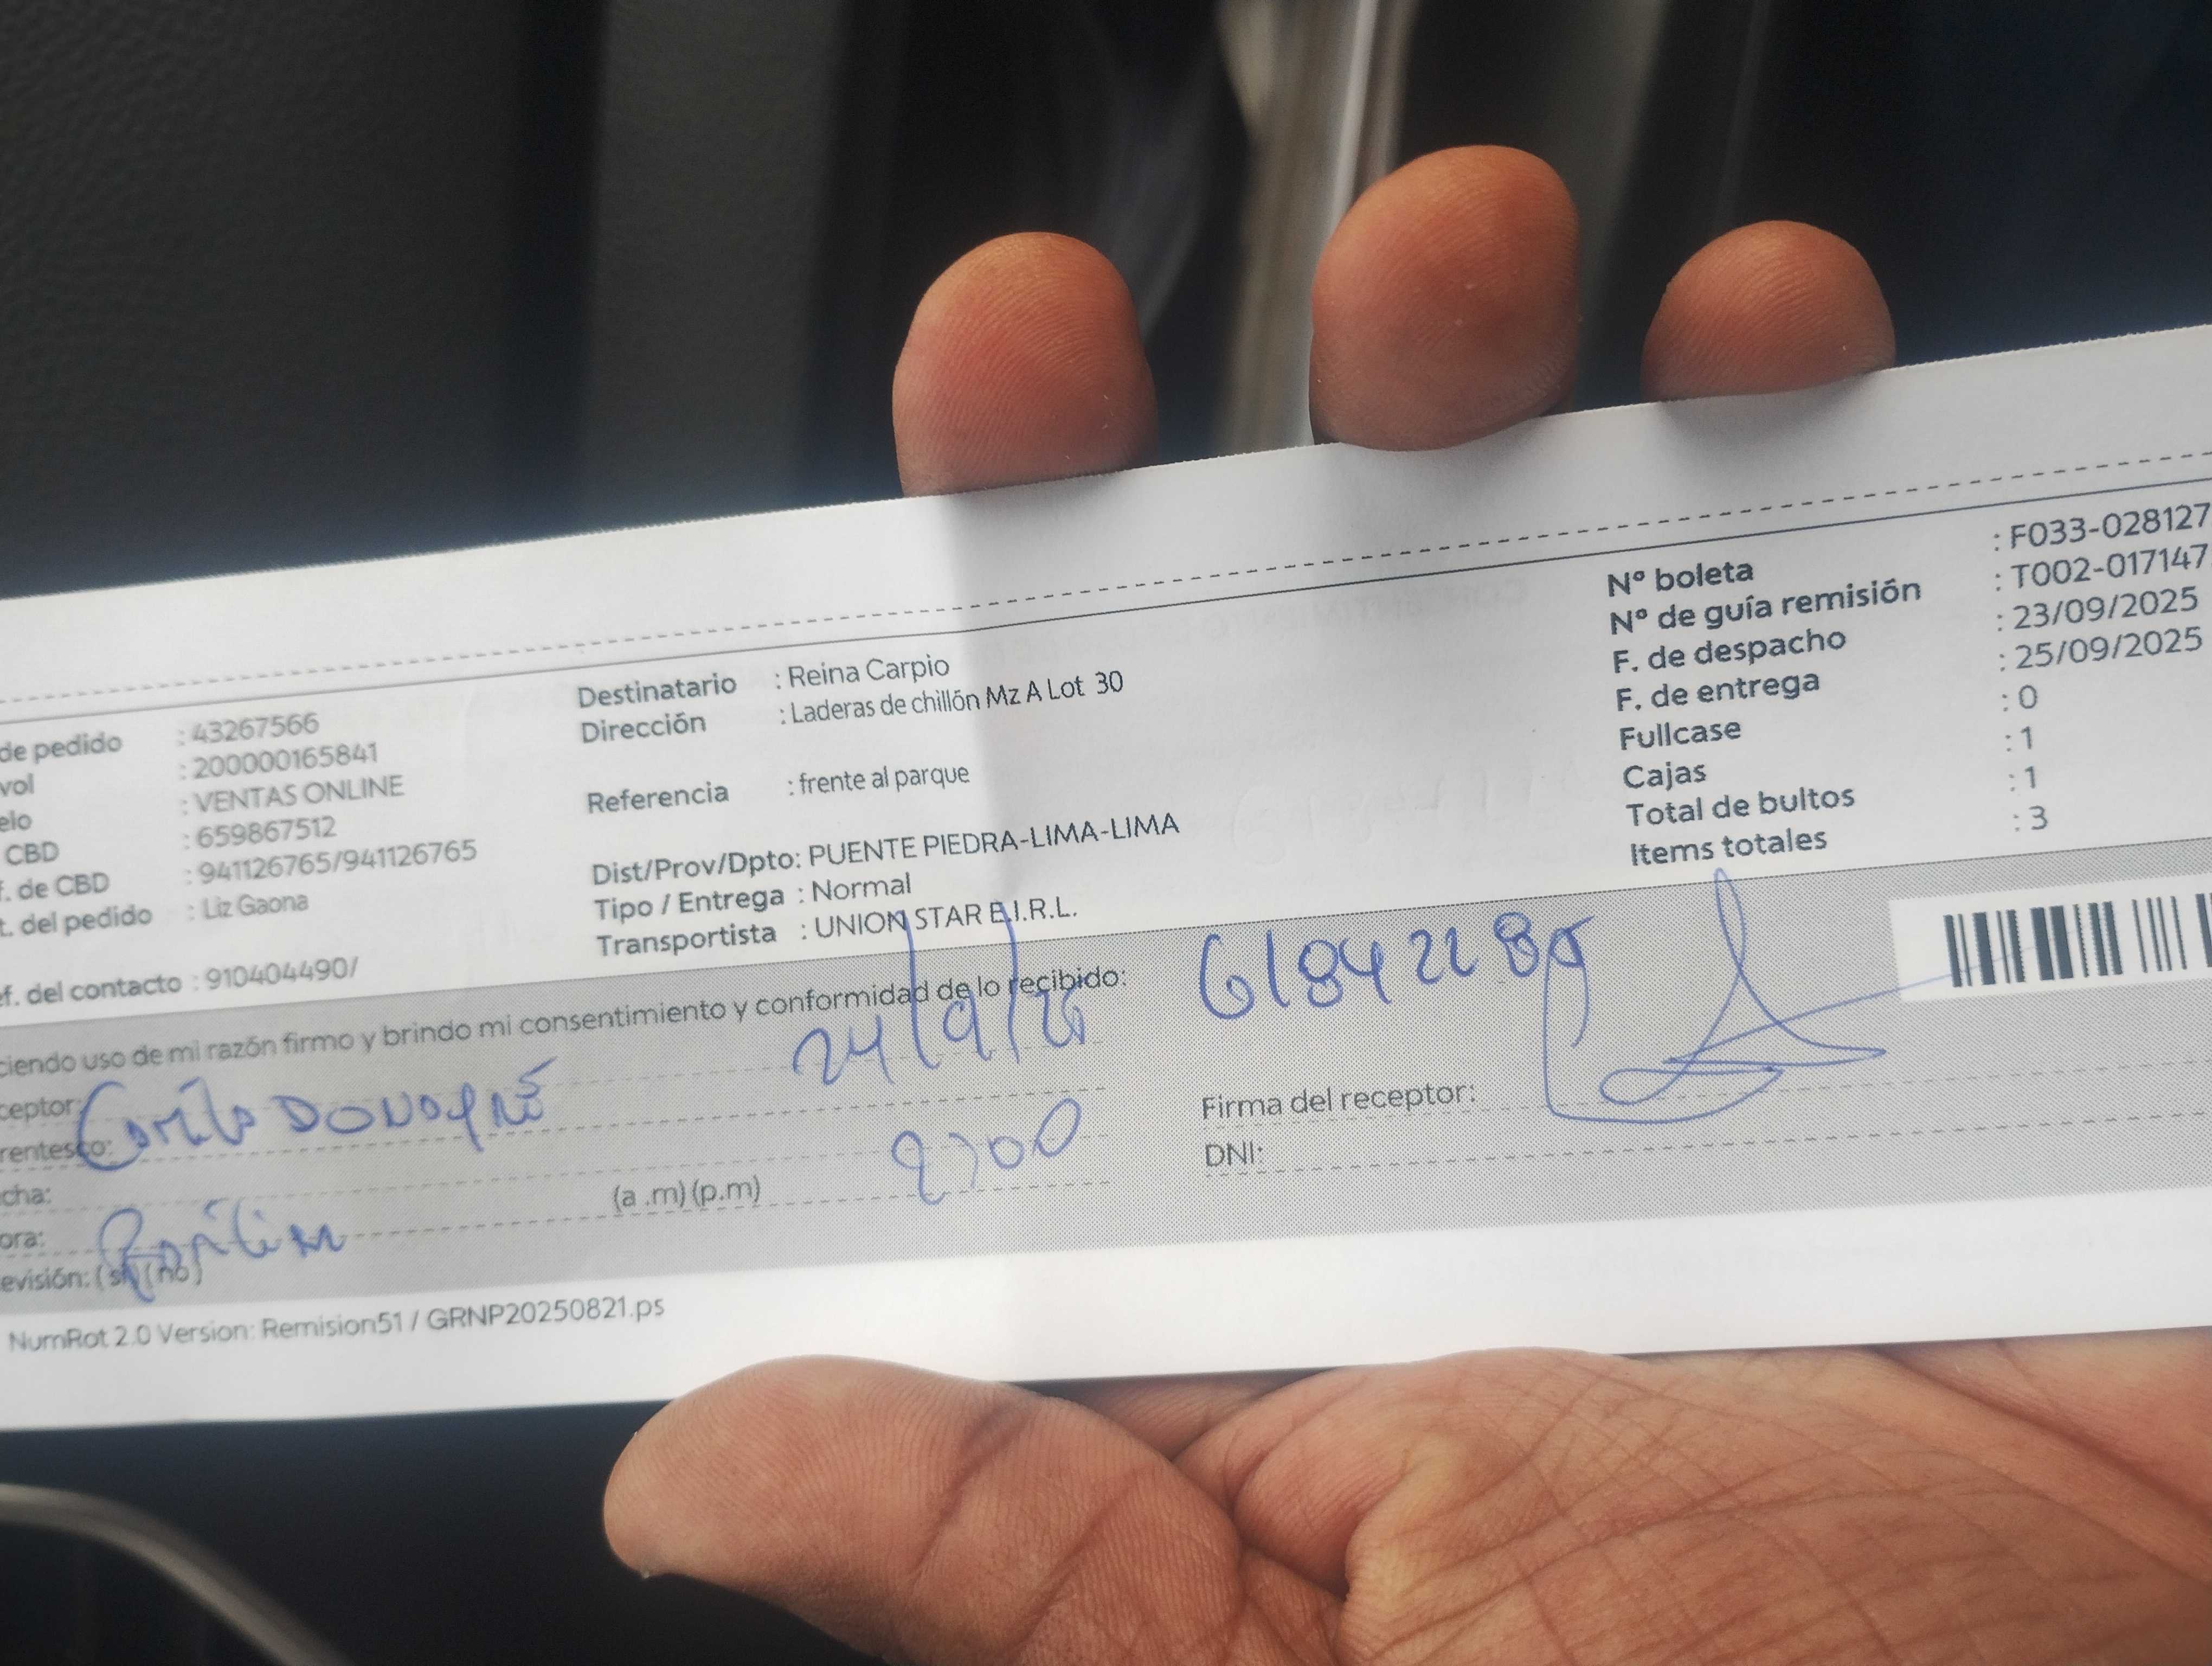 de pedido : 43267566
vol : 200000165841
elo : VENTAS ONLINE
CBD : 659867512
f. de CBD : 941126765/941126765
t. del pedido : Liz Gaona
ef. del contacto : 910404490/
Destinatario : Reina Carpio
Dirección : Laderas de chillón Mz A Lot 30
Referencia : frente al parque
Dist/Prov/Dpto: PUENTE PIEDRA-LIMA-LIMA
Tipo / Entrega : Normal
Transportista : UNION STAR E.I.R.L.
Nº boleta : F033-028127
Nº de guía remisión : T002-017147
F. de despacho : 23/09/2025
F. de entrega : 25/09/2025
Fullcase : 0
Cajas : 1
Total de bultos : 1
Items totales : 3
ciendo uso de mi razón firmo y brindo mi consentimiento y conformidad de lo recibido:
ceptor:
rentesco:
cha: 24/9/25
ora: (a .m) (p.m)
evisión: (si) (no)
Firma del receptor:
DNI:
NumRot 2.0 Version: Remision51 / GRNP20250821.ps